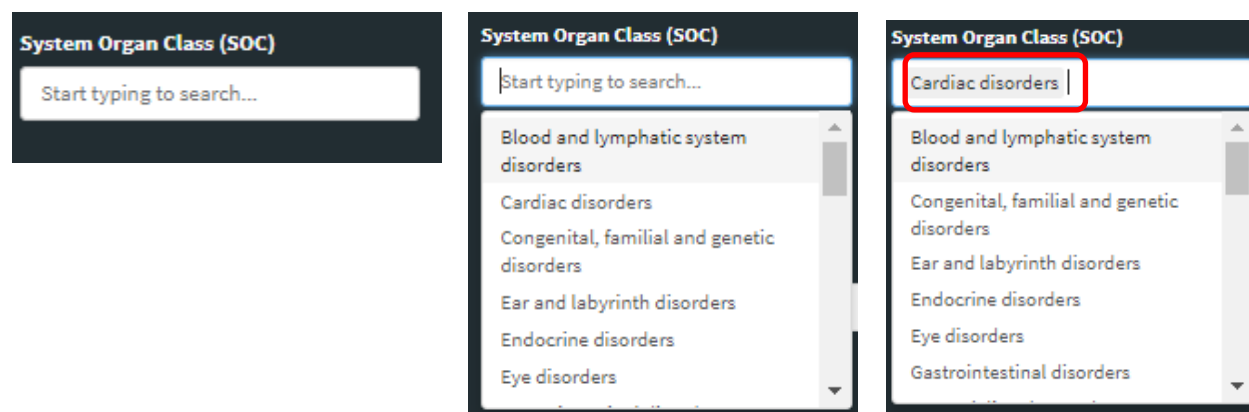 System Organ Class (SOC)
Start typing to search...
System Organ Class (SOC)
Start typing to search...
Blood and lymphatic system
disorders
Cardiac disorders
Congenital, familial and genetic
disorders
Ear and labyrinth disorders
Endocrine disorders
Eye disorders
System Organ Class (SOC)
Cardiac disorders
Blood and lymphatic system
disorders
Congenital, familial and genetic
disorders
Ear and labyrinth disorders
Endocrine disorders
Eye disorders
Gastrointestinal disorders